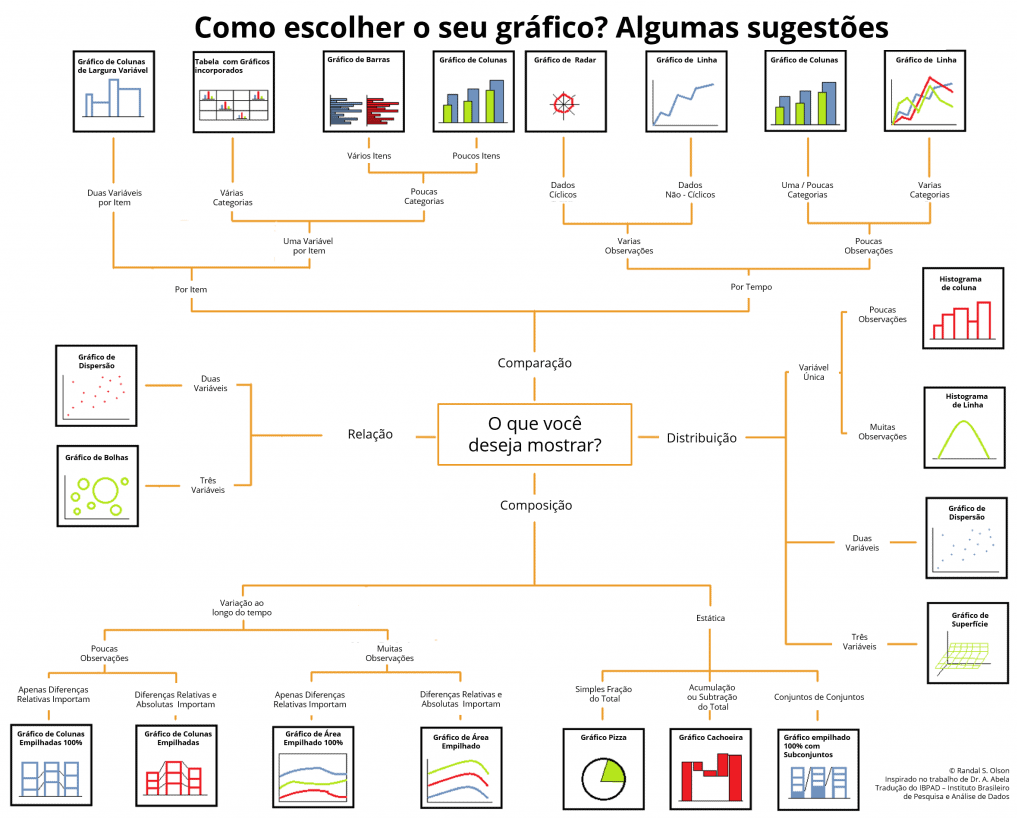 Como escolher o seu gráfico? Algumas sugestões
Gráfico de Colunas
de Largura Variável
Tabela com Gráficos
incorporados
Gráfico de Barras
Gráfico de Colunas
Gráfico de Radar
Gráfico de Linha
Gráfico de Colunas
Gráfico de Linha
Vários Itens
Poucos Itens
Duas Variáveis
por Item
Várias
Categorias
Poucas
Categorias
Dados
Cíclicos
Dados
Não - Cíclicos
Uma / Poucas
Categorias
Varias
Categorias
Uma Variável
por Item
Varias
Observações
Poucas
Observações
Por Item
Por Tempo
Histograma
de coluna
Poucas
Observações
Comparação
Gráfico de
Dispersão
Duas
Variáveis
Variável
Única
Histograma
de Linha
Relação
O que você
deseja mostrar?
Distribuição
Muitas
Observações
Gráfico de Bolhas
Três
Variáveis
Composição
Gráfico de
Dispersão
Duas
Variáveis
Variação ao
longo do tempo
Estática
Gráfico de
Superfície
Três
Variáveis
Poucas
Observações
Muitas
Observações
Apenas Diferenças
Relativas Importam
Diferenças Relativas e
Absolutas Importam
Apenas Diferenças
Relativas Importam
Diferenças Relativas e
Absolutas Importam
Simples Fração
do Total
Acumulação
ou Subtração
do Total
Conjuntos de Conjuntos
Gráfico de Colunas
Empilhadas 100%
Gráfico de Colunas
Empilhadas
Gráfico de Área
Empilhado 100%
Gráfico de Área
Empilhado
Gráfico Pizza
Gráfico Cachoeira
Gráfico empilhado
100% com
Subconjuntos
© Randal S. Olson
Inspirado no trabalho de Dr. A. Abela
Tradução do IBPAD – Instituto Brasileiro
de Pesquisa e Análise de Dados